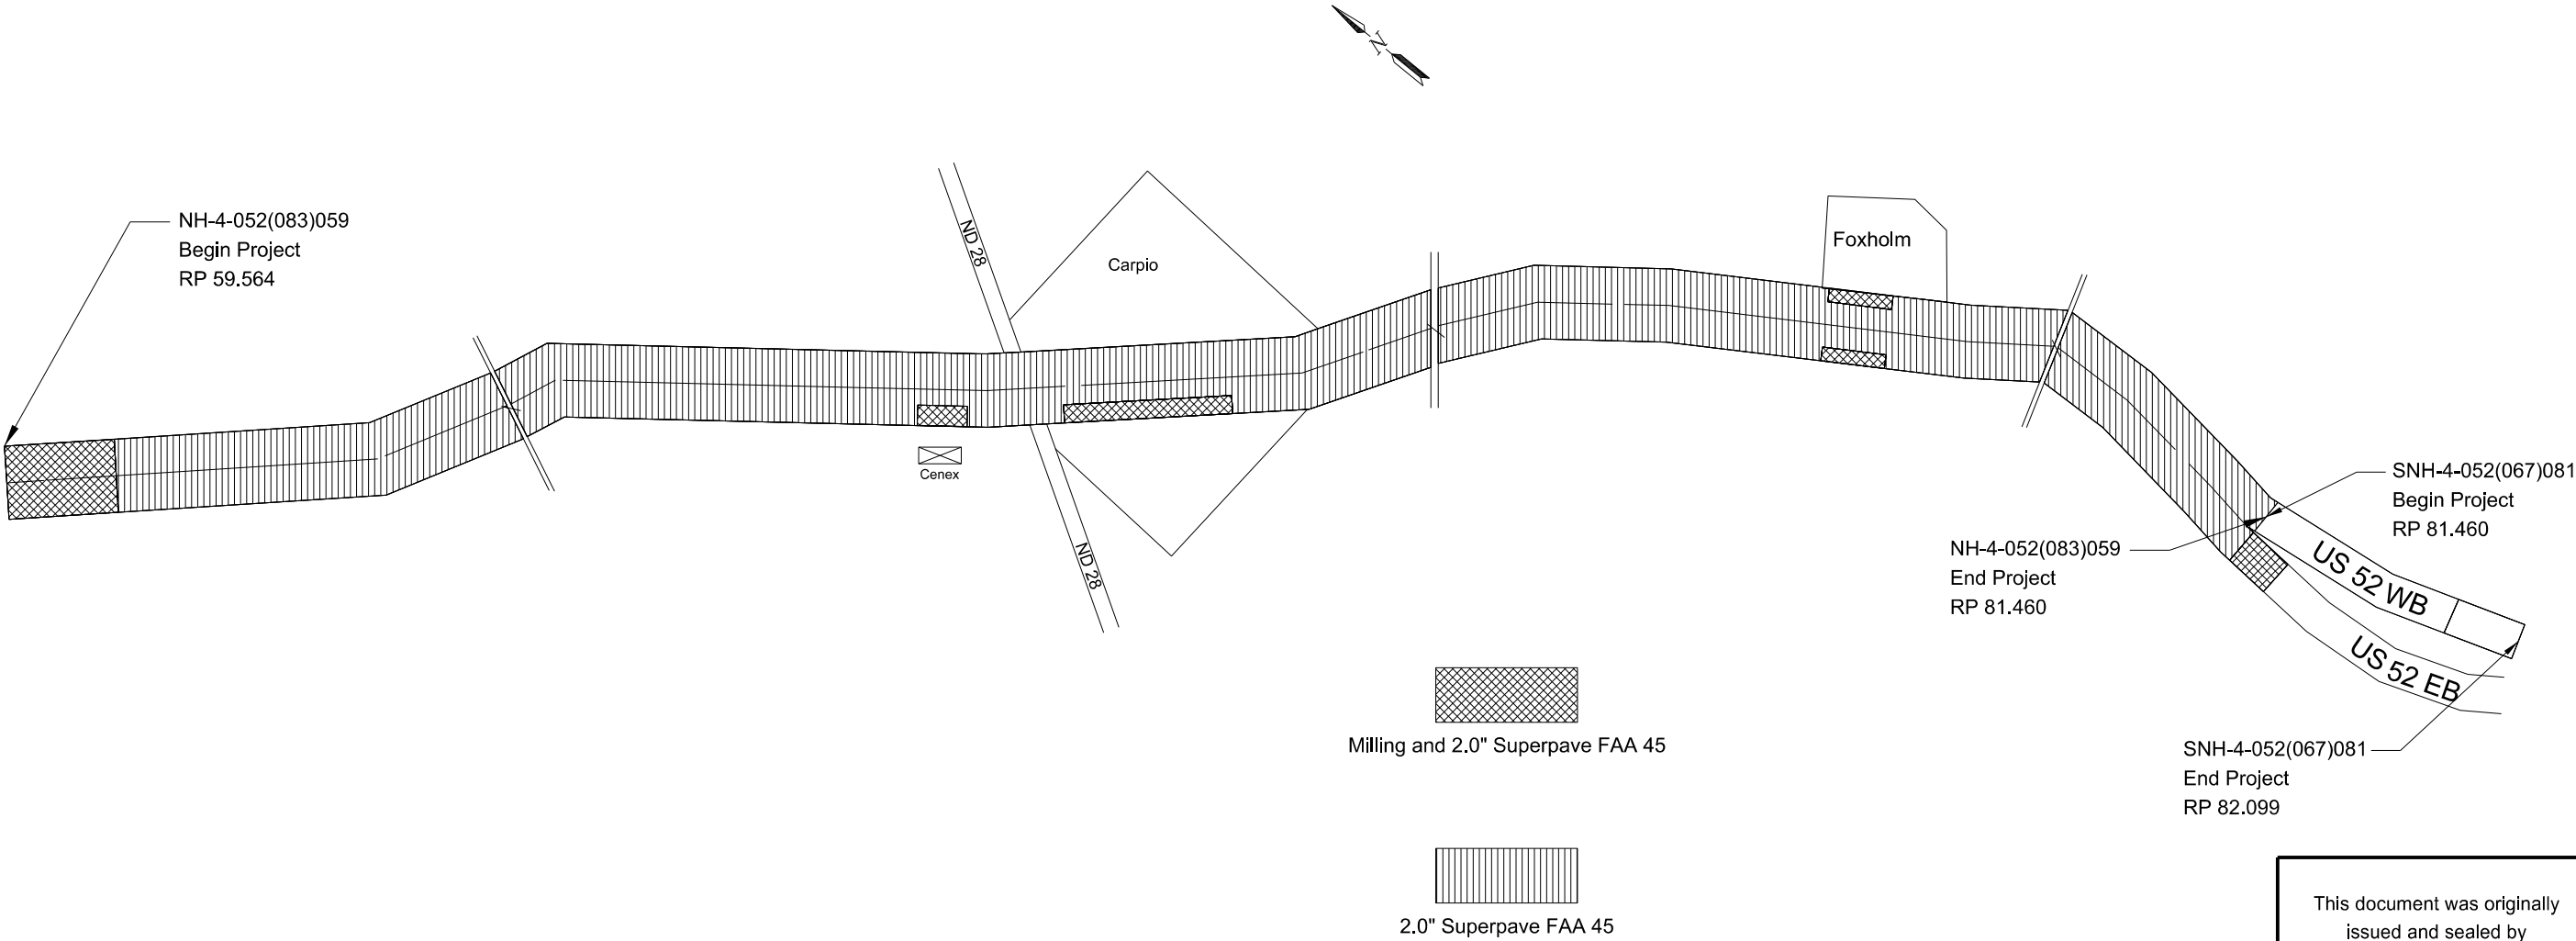 N
NH-4-052(083)059
Begin Project
RP 59.564
ND 28
Carpio
Foxholm
Cenex
ND 28
SNH-4-052(067)081
Begin Project
RP 81.460
NH-4-052(083)059
End Project
RP 81.460
US 52 WB
US 52 EB
Milling and 2.0" Superpave FAA 45
SNH-4-052(067)081
End Project
RP 82.099
2.0" Superpave FAA 45
This document was originally
issued and sealed by